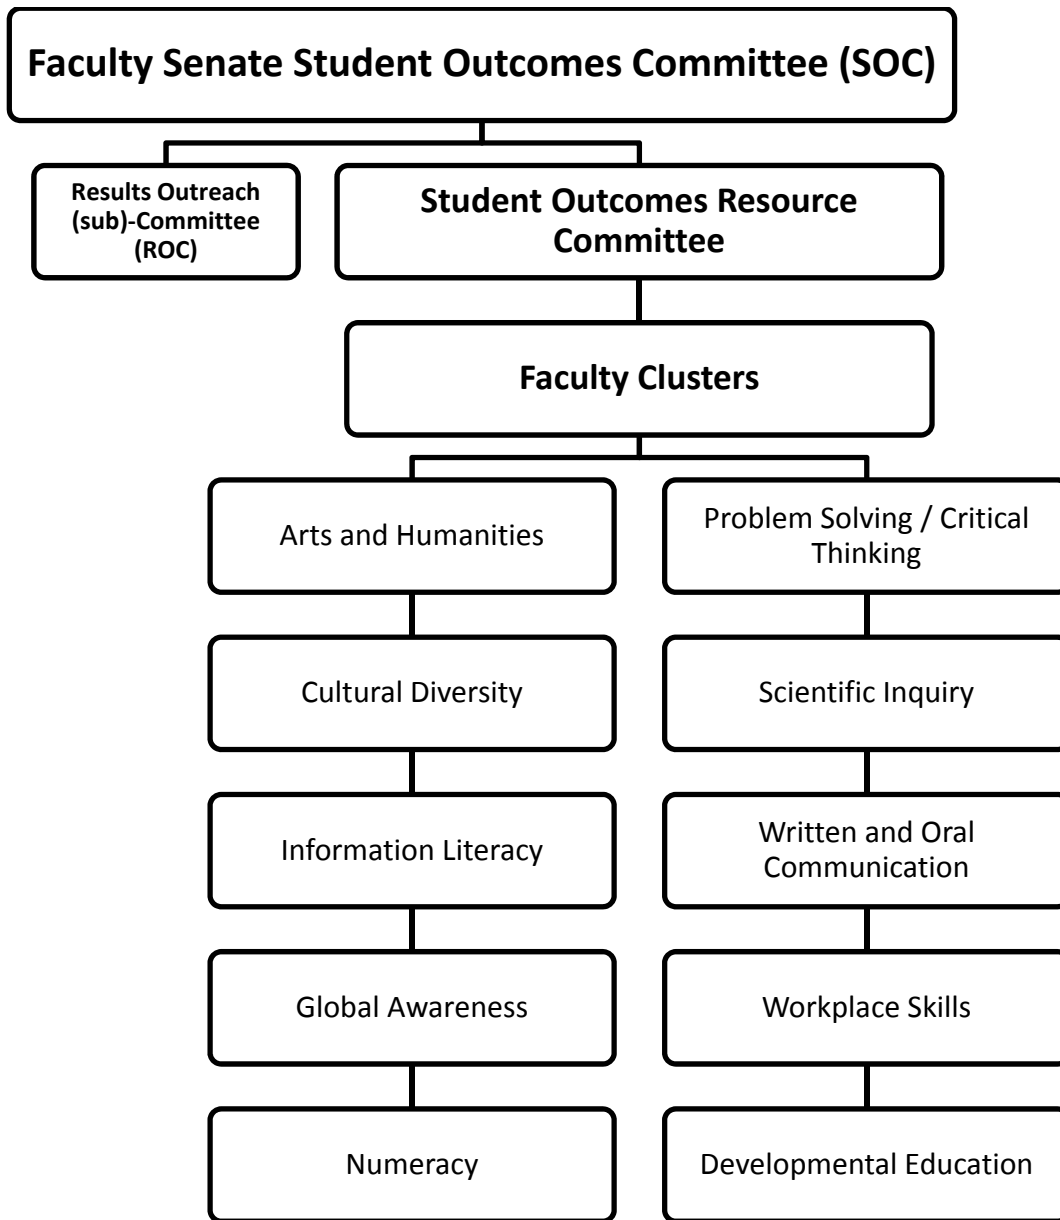 Faculty Senate Student Outcomes Committee (SOC)
Results Outreach
(sub)-Committee
(ROC)
Student Outcomes Resource
Committee
Faculty Clusters
Arts and Humanities
Problem Solving / Critical
Thinking
Cultural Diversity
Scientific Inquiry
Information Literacy
Written and Oral
Communication
Global Awareness
Workplace Skills
Numeracy
Developmental Education